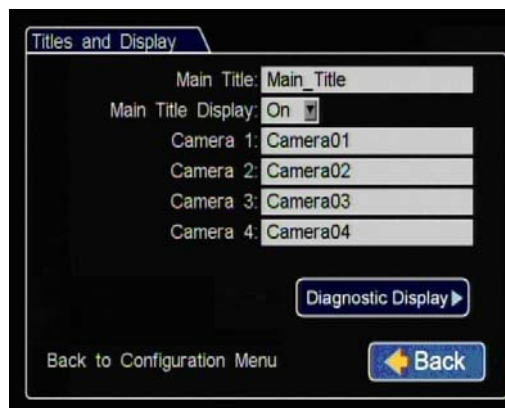 Titles and Display
Main Title: Main_Title
Main Title Display: On
Camera 1: Camera01
Camera 2: Camera02
Camera 3: Camera03
Camera 4: Camera04
Diagnostic Display
Back to Configuration Menu
Back